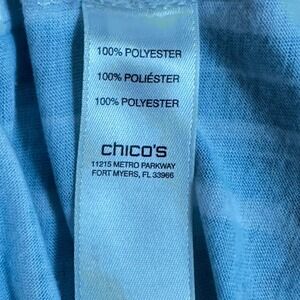 100% POLYESTER
100% POLIÉSTER
100% POLYESTER
chico's
11215 METRO PARKWAY
FORT MYERS, FL 33966